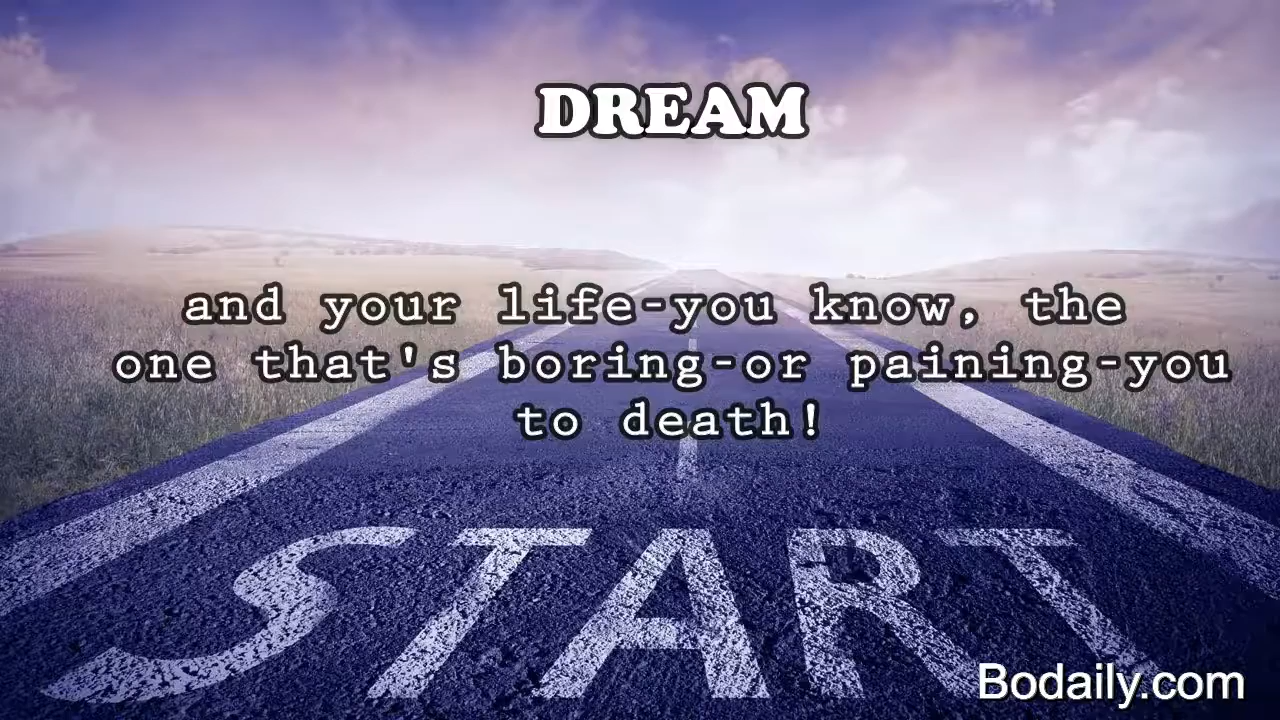 DREAM
and your life-you know, the
one that's boring-or paining-you
to death!
START
Bodaily.com